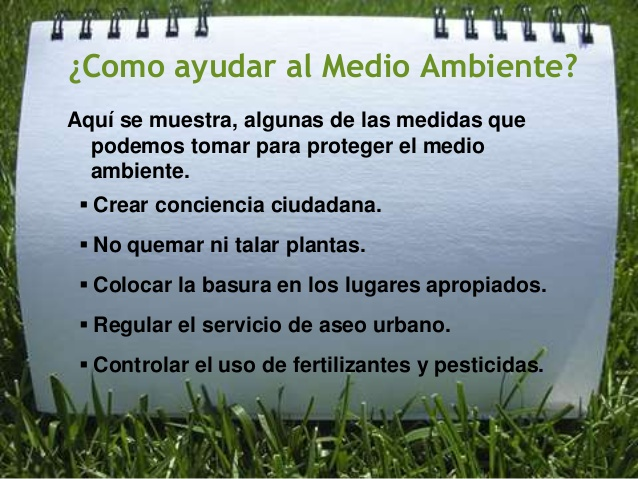 ¿Como ayudar al Medio Ambiente?
Aquí se muestra, algunas de las medidas que
podemos tomar para proteger el medio
ambiente.
▪ Crear conciencia ciudadana.
▪ No quemar ni talar plantas.
▪ Colocar la basura en los lugares apropiados.
▪ Regular el servicio de aseo urbano.
▪ Controlar el uso de fertilizantes y pesticidas.